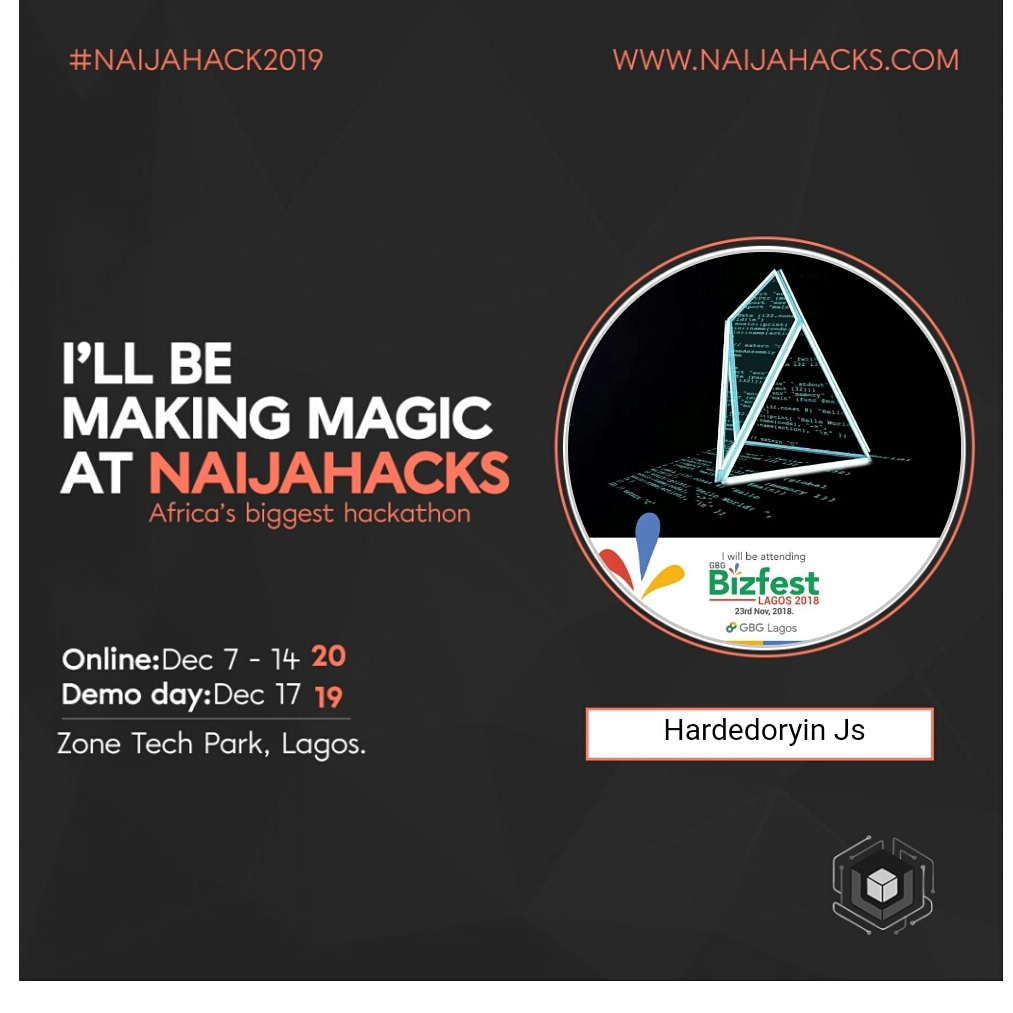 #NAIJAHACK2019
WWW.NAIJAHACKS.COM
I'LL BE
MAKING MAGIC
AT NAIJAHACKS
Africa's biggest hackathon
Online:Dec 7 - 14 20
Demo day:Dec 17 19
Zone Tech Park, Lagos.
I will be attending
GBG
Bizfest
LAGOS 2018
23rd Nov, 2018.
GBG Lagos
Hardedoryin Js